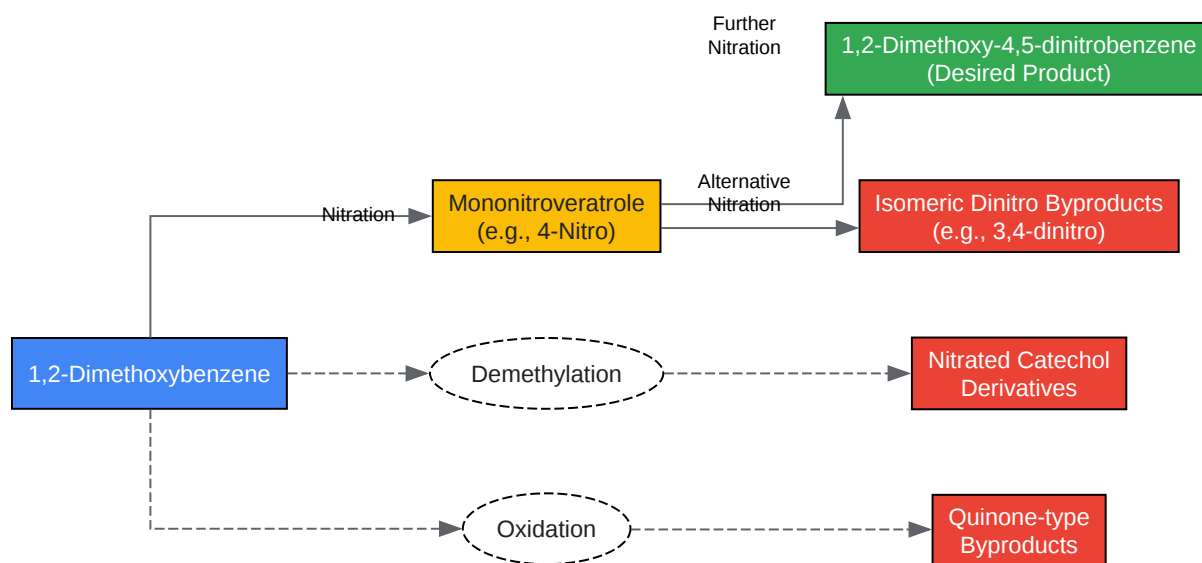 Further
Nitration
1,2-Dimethoxy-4,5-dinitrobenzene
(Desired Product)
Nitration
Mononitroveratrole
(e.g., 4-Nitro)
Alternative
Nitration
Isomeric Dinitro Byproducts
(e.g., 3,4-dinitro)
1,2-Dimethoxybenzene
Demethylation
Nitrated Catechol
Derivatives
Oxidation
Quinone-type
Byproducts